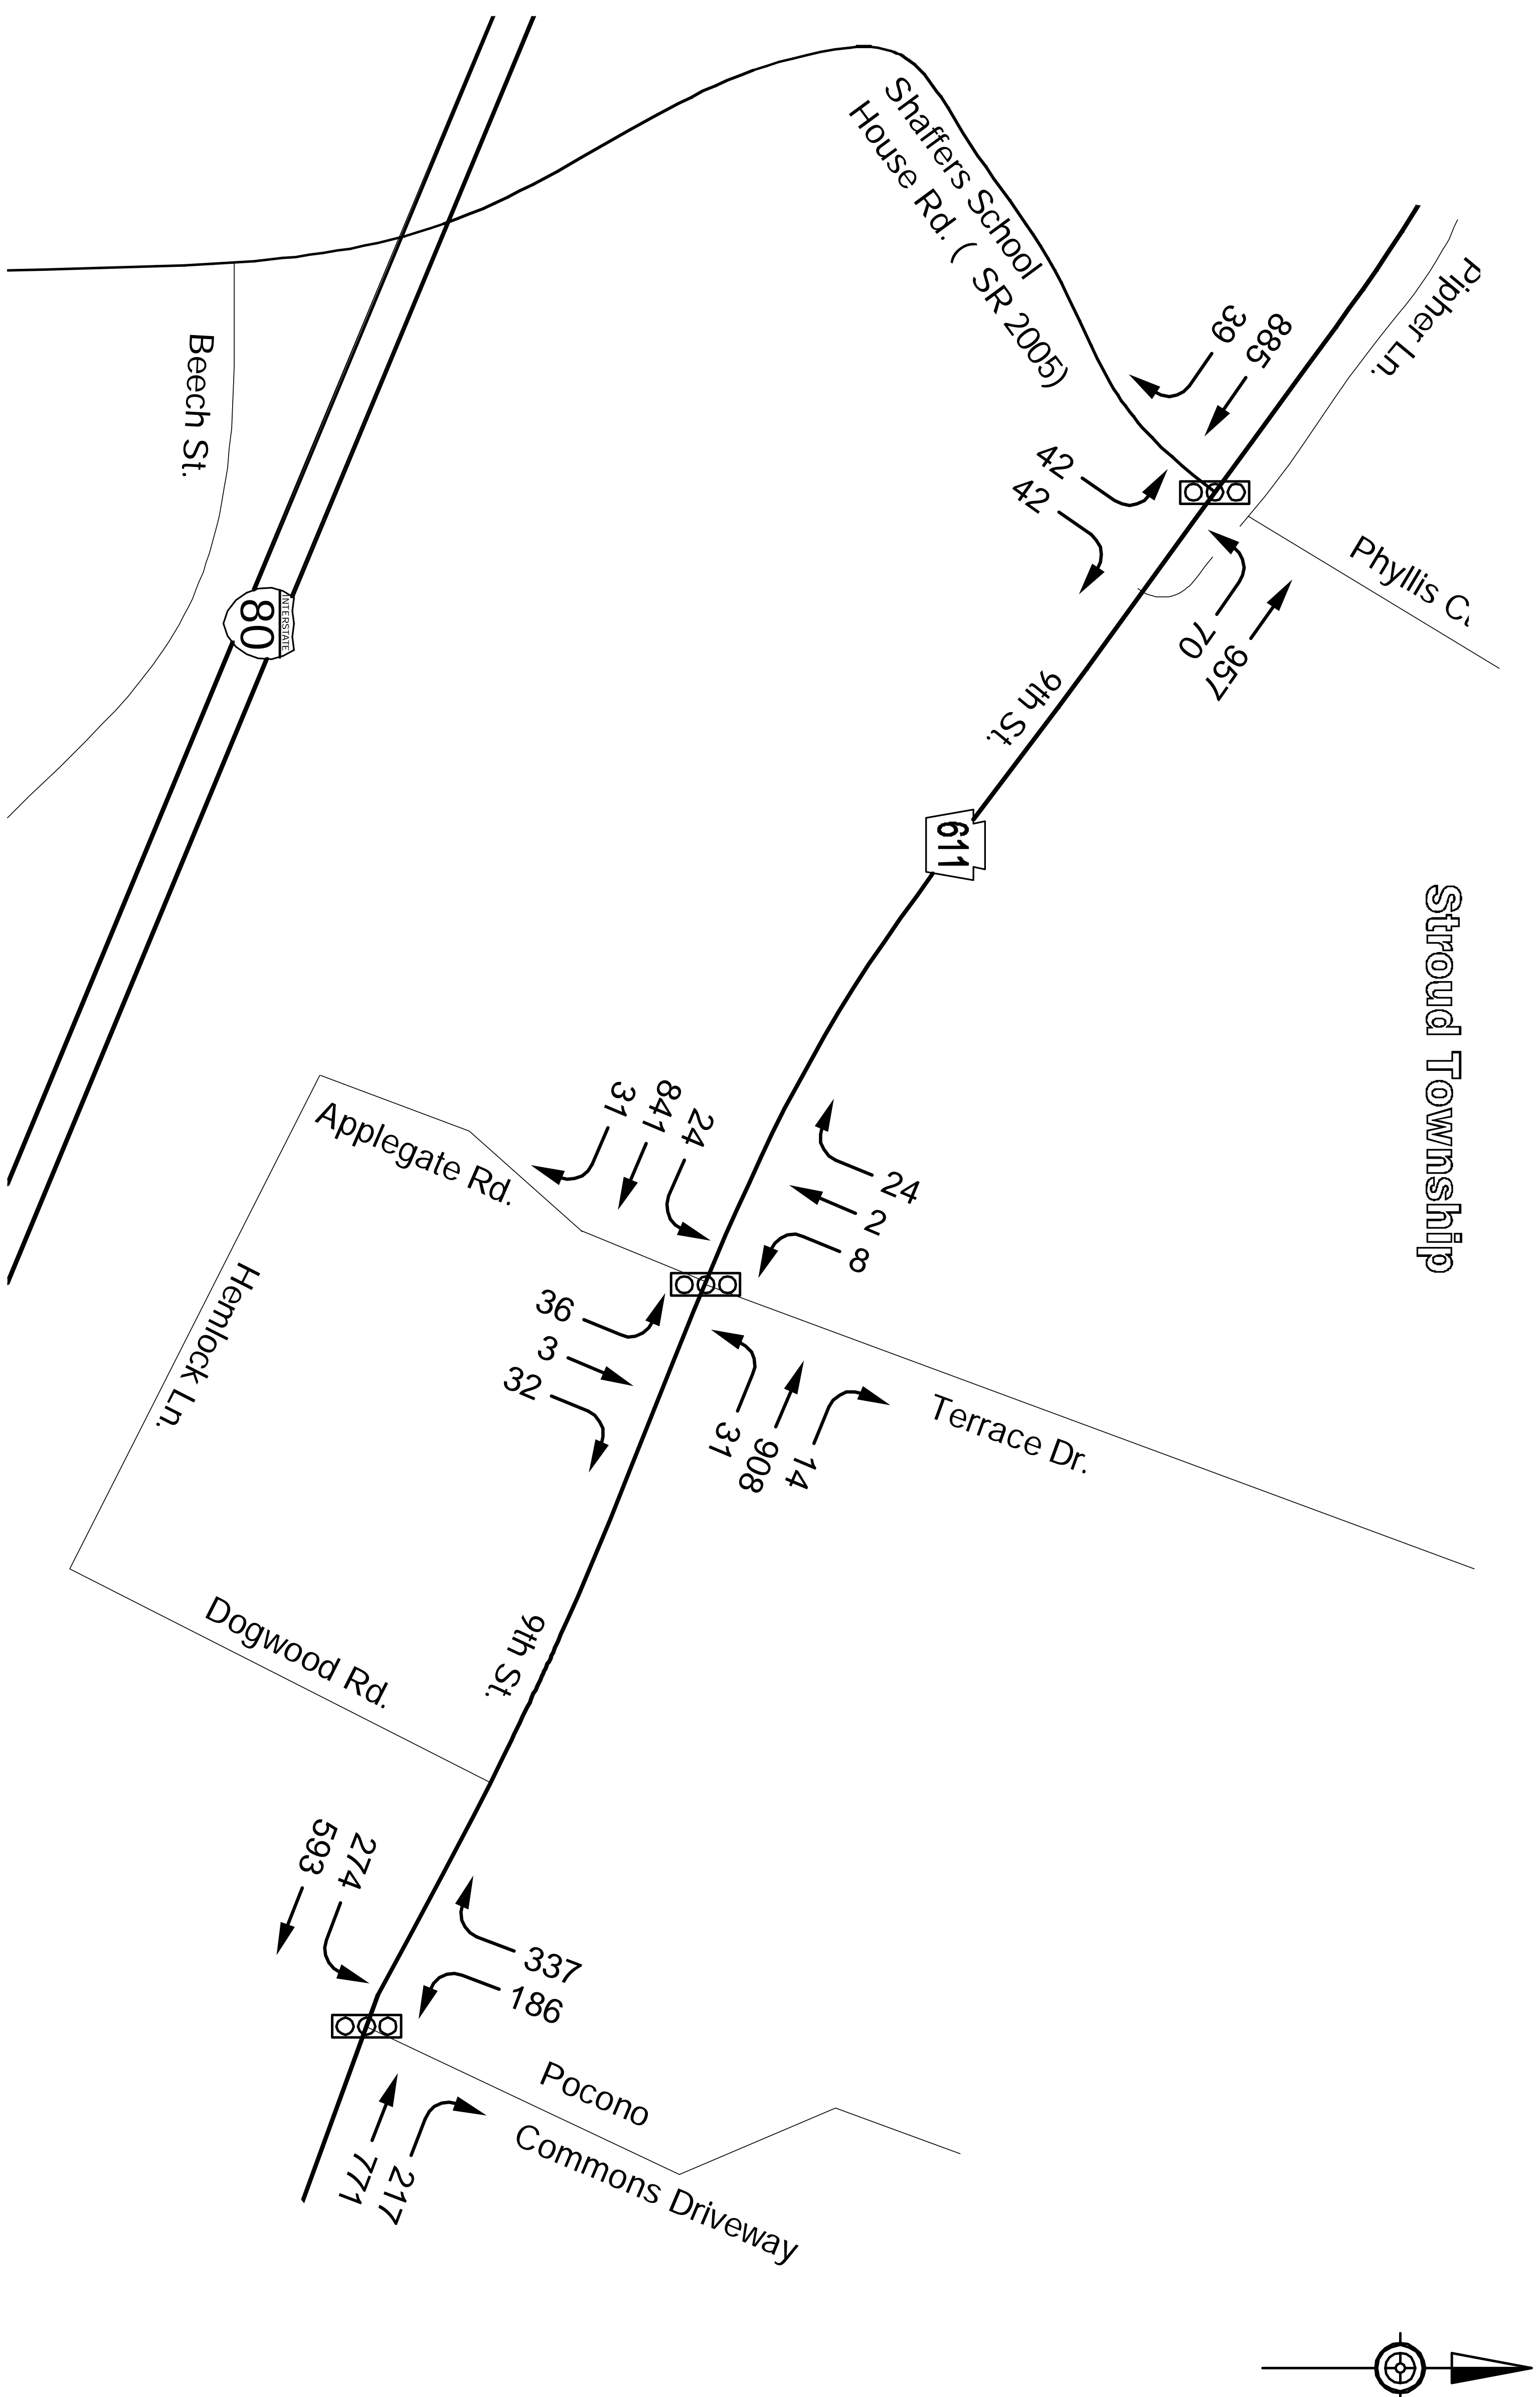 Shaffers School
House Rd. ( SR 2005)
Pipher Ln.
885
39
Beech St.
42
42
Phyllis
INTERSTATE
80
70
957
9th St.
611
Stroud Township
31
841
24
Applegate Rd.
24
2
8
Hemlock Ln.
36
3
32
31
908
14
Terrace Dr.
Dogwood Rd.
9th St.
593
274
337
186
Pocono
Commons Driveway
771
217